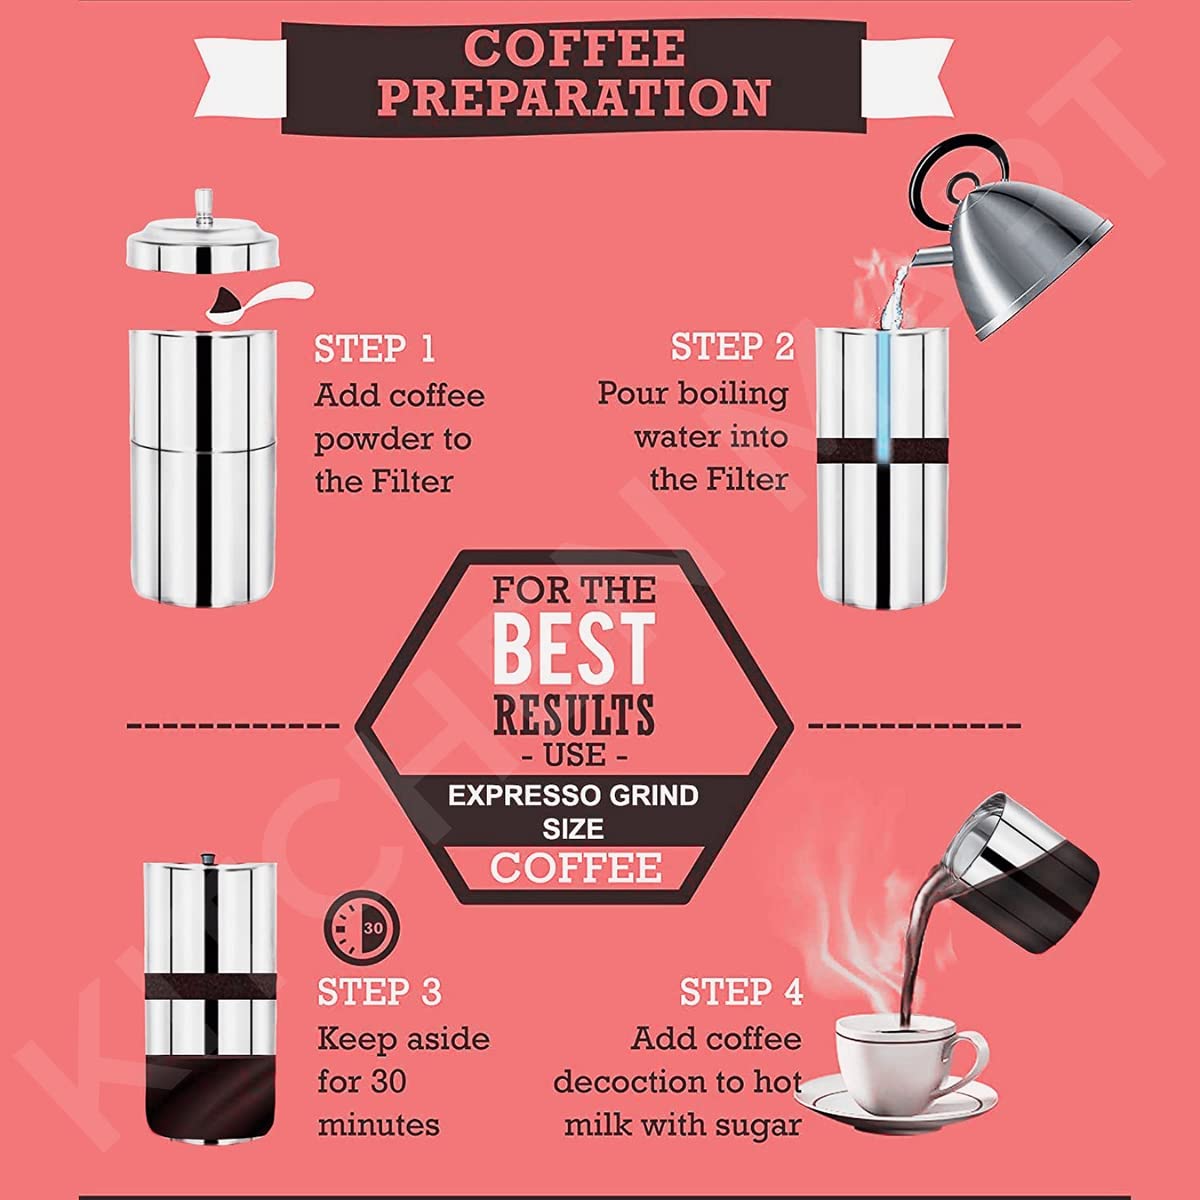 COFFEE
PREPARATION
STEP 1
Add coffee
powder to
the Filter
STEP 2
Pour boiling
water into
the Filter
FOR THE
BEST
RESULTS
- USE -
EXPRESSO GRIND
SIZE
COFFEE
30
STEP 3
Keep aside
for 30
minutes
STEP 4
Add coffee
decoction to hot
milk with sugar
KITCHEN MART